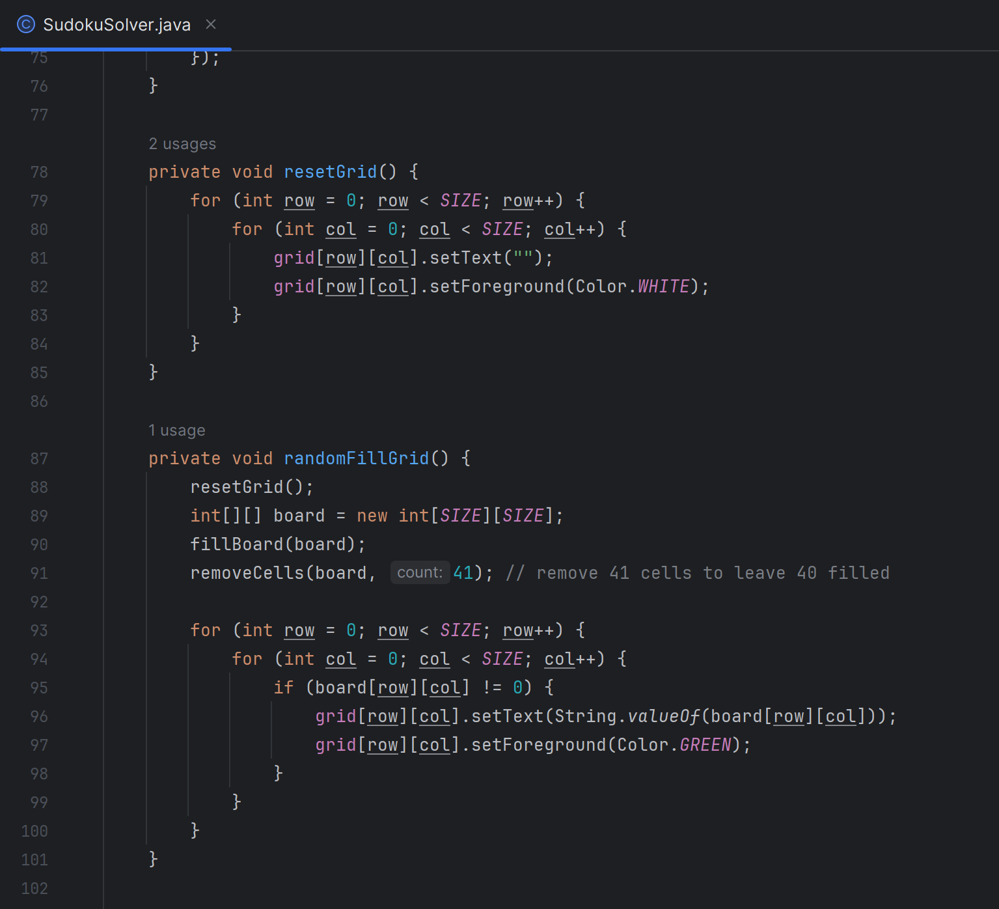 SudokuSolver.java
75 });
76 }
77
2 usages
78 private void resetGrid() {
79 for (int row = 0; row < SIZE; row++) {
80 for (int col = 0; col < SIZE; col++) {
81 grid[row][col].setText("");
82 grid[row][col].setForeground(Color.WHITE);
83 }
84 }
85 }
86
1 usage
87 private void randomFillGrid() {
88 resetGrid();
89 int[][] board = new int[SIZE][SIZE];
90 fillBoard(board);
91 removeCells(board, count: 41); // remove 41 cells to leave 40 filled
92
93 for (int row = 0; row < SIZE; row++) {
94 for (int col = 0; col < SIZE; col++) {
95 if (board[row][col] != 0) {
96 grid[row][col].setText(String.valueOf(board[row][col]));
97 grid[row][col].setForeground(Color.GREEN);
98 }
99 }
100 }
101 }
102